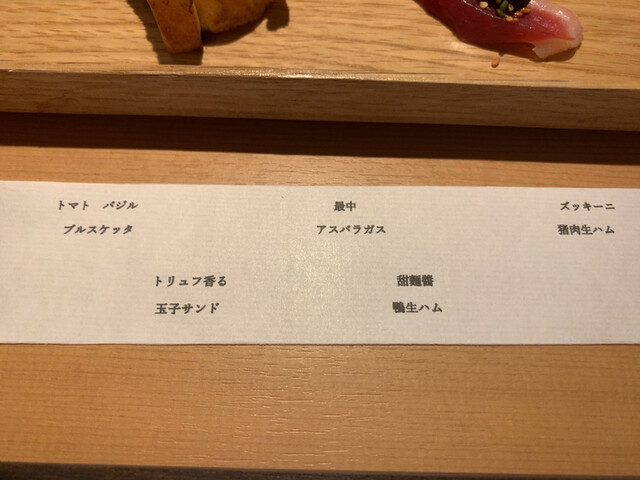 トマト　バジル
ブルスケッタ
最中
アスパラガス
ズッキーニ
猪肉生ハム
トリュフ香る
玉子サンド
甜麵醬
鴨生ハム